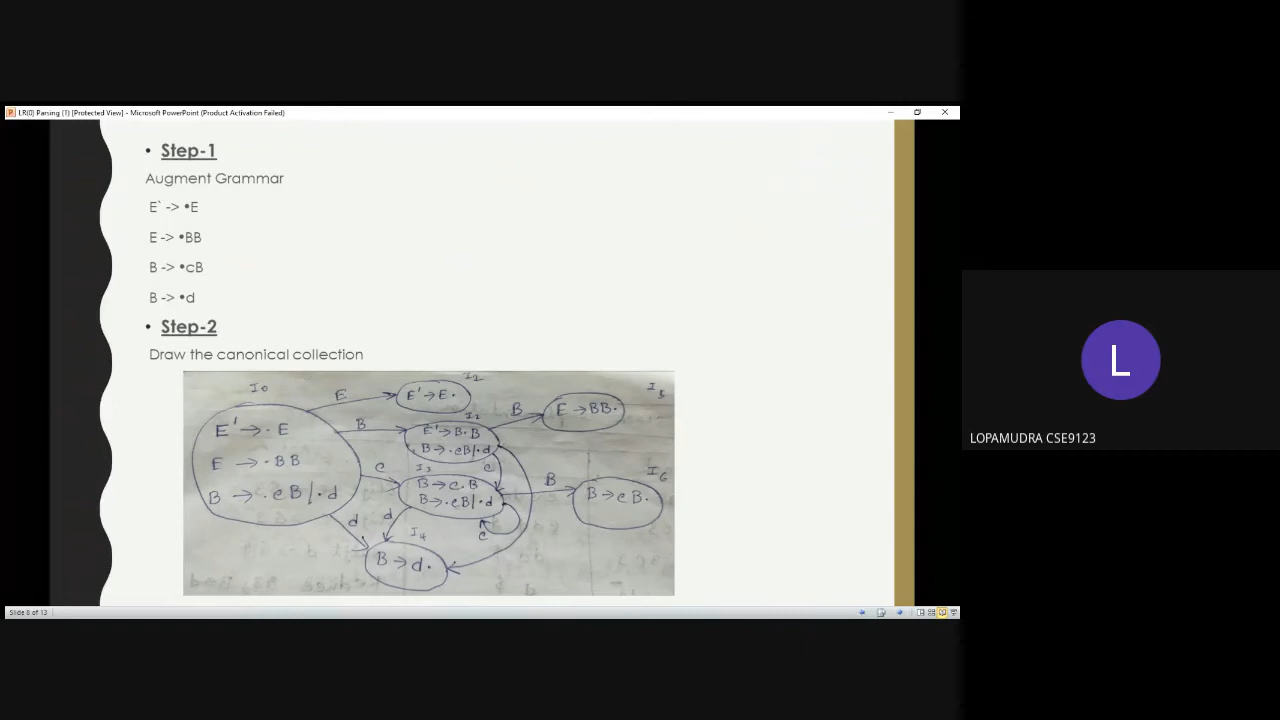 LR(0) Parsing (1) [Protected View] - Microsoft PowerPoint (Product Activation Failed)
• Step-1
Augment Grammar
E` -> •E
E -> •BB
B -> •cB
B -> •d
• Step-2
Draw the canonical collection
I0
E' → · E
E → · BB
B → · cB / · d
E
B
c
d
E' → E ·
I2
E' → B · B
B → · cB / · d
I3
B → c · B
B → · cB / · d
I4
B → d ·
d
c
c
B
E → BB ·
I5
B
I6
B → cB ·
Slide 8 of 13
L
LOPAMUDRA CSE9123